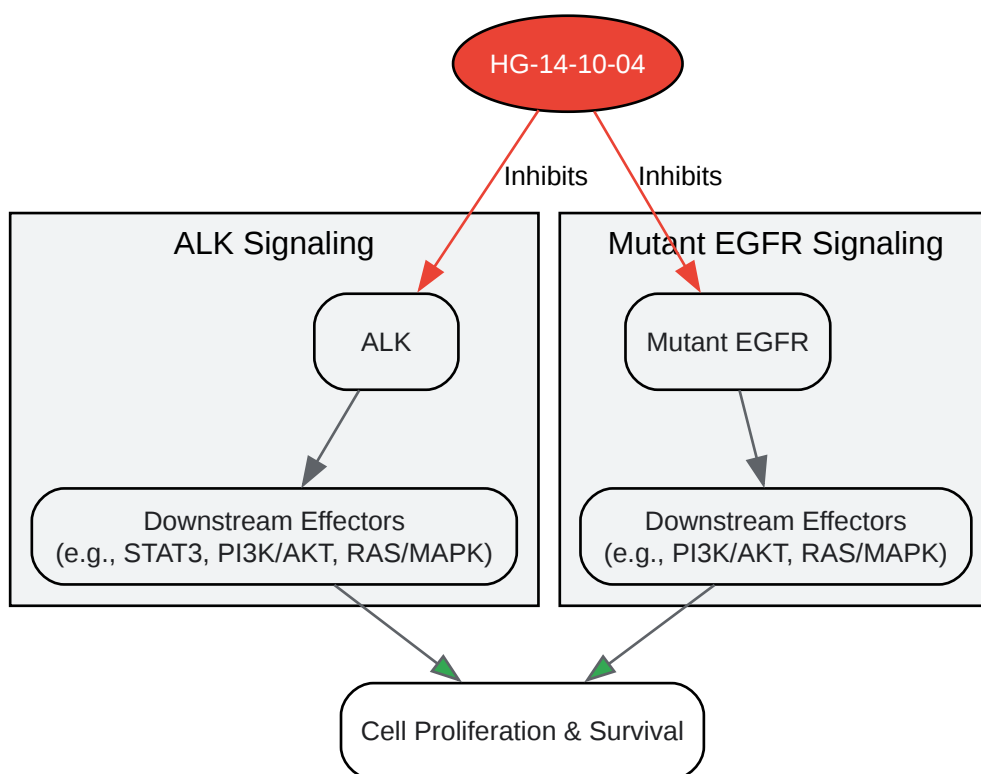 HG-14-10-04
Inhibits
Inhibits
ALK Signaling
Mutant EGFR Signaling
ALK
Mutant EGFR
Downstream Effectors
(e.g., STAT3, PI3K/AKT, RAS/MAPK)
Downstream Effectors
(e.g., PI3K/AKT, RAS/MAPK)
Cell Proliferation & Survival